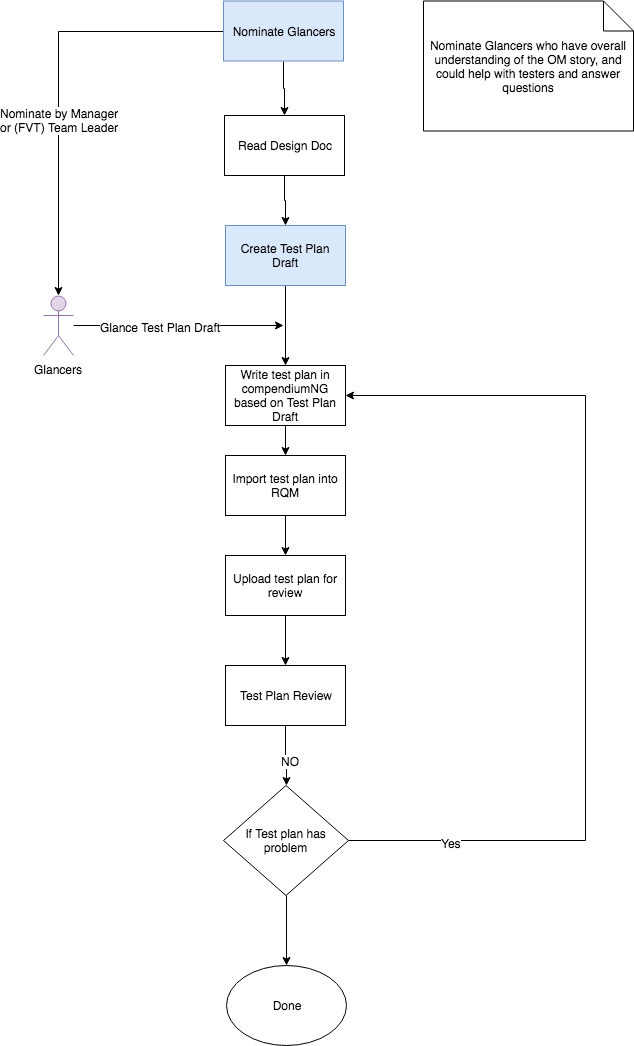 Nominate Glancers
Nominate Glancers who have overall
understanding of the OM story, and
could help with testers and answer
questions
Nominate by Manager
or (FVT) Team Leader
Read Design Doc
Create Test Plan
Draft
Glance Test Plan Draft
Glancers
Write test plan in
compendiumNG
based on Test Plan
Draft
Import test plan into
RQM
Upload test plan for
review
Test Plan Review
NO
If Test plan has
problem
Yes
Done